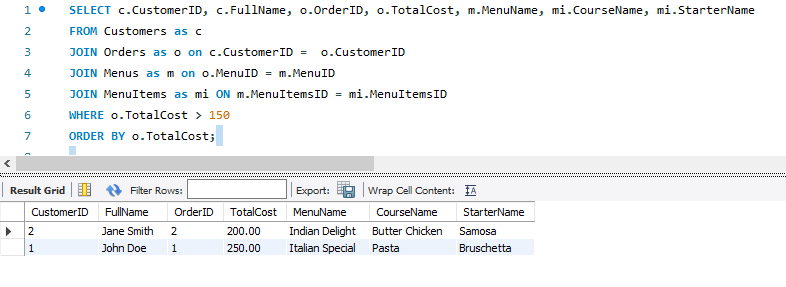 1 SELECT c.CustomerID, c.FullName, o.OrderID, o.TotalCost, m.MenuName, mi.CourseName, mi.StarterName
2 FROM Customers as c
3 JOIN Orders as o on c.CustomerID =  o.CustomerID
4 JOIN Menus as m on o.MenuID = m.MenuID
5 JOIN MenuItems as mi ON m.MenuItemsID = mi.MenuItemsID
6 WHERE o.TotalCost > 150
7 ORDER BY o.TotalCost;
Result Grid Filter Rows: Export: Wrap Cell Content: IA
CustomerID FullName OrderID TotalCost MenuName CourseName StarterName
2 Jane Smith 2 200.00 Indian Delight Butter Chicken Samosa
1 John Doe 1 250.00 Italian Special Pasta Bruschetta